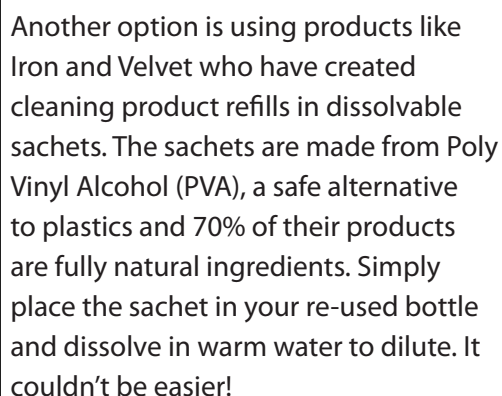 Another option is using products like
Iron and Velvet who have created
cleaning product refills in dissolvable
sachets. The sachets are made from Poly
Vinyl Alcohol (PVA), a safe alternative
to plastics and 70% of their products
are fully natural ingredients. Simply
place the sachet in your re-used bottle
and dissolve in warm water to dilute. It
couldn’t be easier!